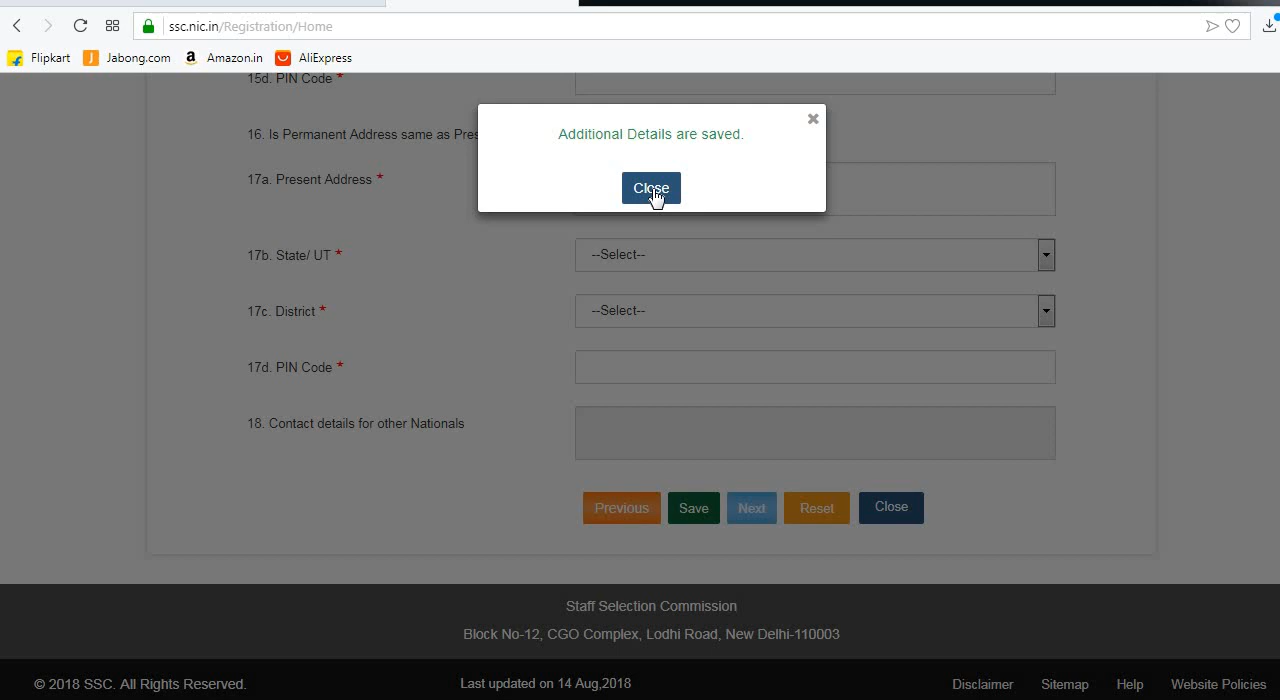 ssc.nic.in/Registration/Home
Flipkart Jabong.com Amazon.in AliExpress
15d. PIN Code *
Additional Details are saved.
16. Is Permanent Address same as Pres
Close
17a. Present Address *
17b. State/ UT * --Select--
17c. District * --Select--
17d. PIN Code *
18. Contact details for other Nationals
Previous Save Next Reset Close
Staff Selection Commission
Block No-12, CGO Complex, Lodhi Road, New Delhi-110003
© 2018 SSC. All Rights Reserved. Last updated on 14 Aug,2018 Disclaimer Sitemap Help Website Policies